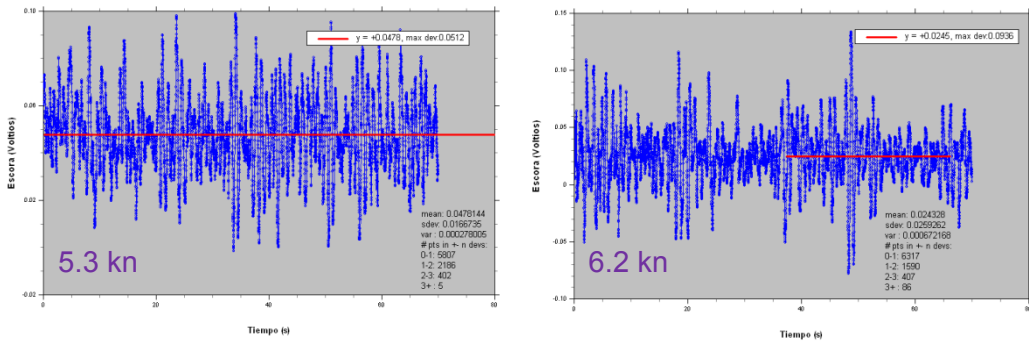 0.10
0.06
0.02
-0.02
Escora (Voltios)
y = +0.0478, max dev:0.0512
mean: 0.0478144
sdev: 0.0166735
var : 0.000278005
# pts in +- n devs:
0-1: 5807
1-2: 2186
2-3: 402
3+ : 5
5.3 kn
0 20 40 60 80
Tiempo (s)
0.15
0.10
0.05
0
-0.05
-0.10
Escora (Voltios)
y = +0.0245, max dev:0.0936
mean: 0.024328
sdev: 0.0259262
var : 0.000672168
# pts in +- n devs:
0-1: 6317
1-2: 1590
2-3: 407
3+ : 86
6.2 kn
0 20 40 60 80
Tiempo (s)